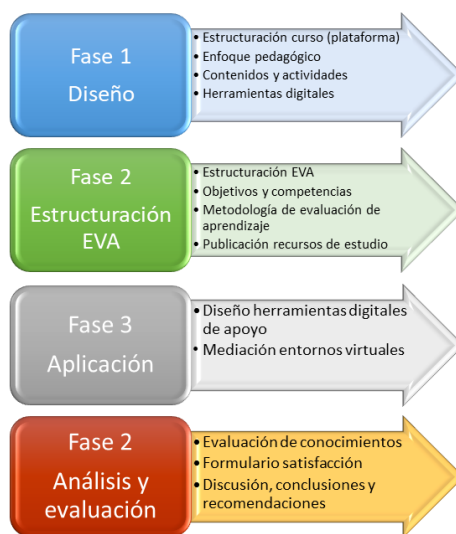 Fase 1
Diseño
• Estructuración curso (plataforma)
• Enfoque pedagógico
• Contenidos y actividades
• Herramientas digitales
Fase 2
Estructuración
EVA
• Estructuración EVA
• Objetivos y competencias
• Metodología de evaluación de
aprendizaje
• Publicación recursos de estudio
Fase 3
Aplicación
• Diseño herramientas digitales
de apoyo
• Mediación entornos virtuales
Fase 2
Análisis y
evaluación
• Evaluación de conocimientos
• Formulario satisfacción
• Discusión, conclusiones y
recomendaciones